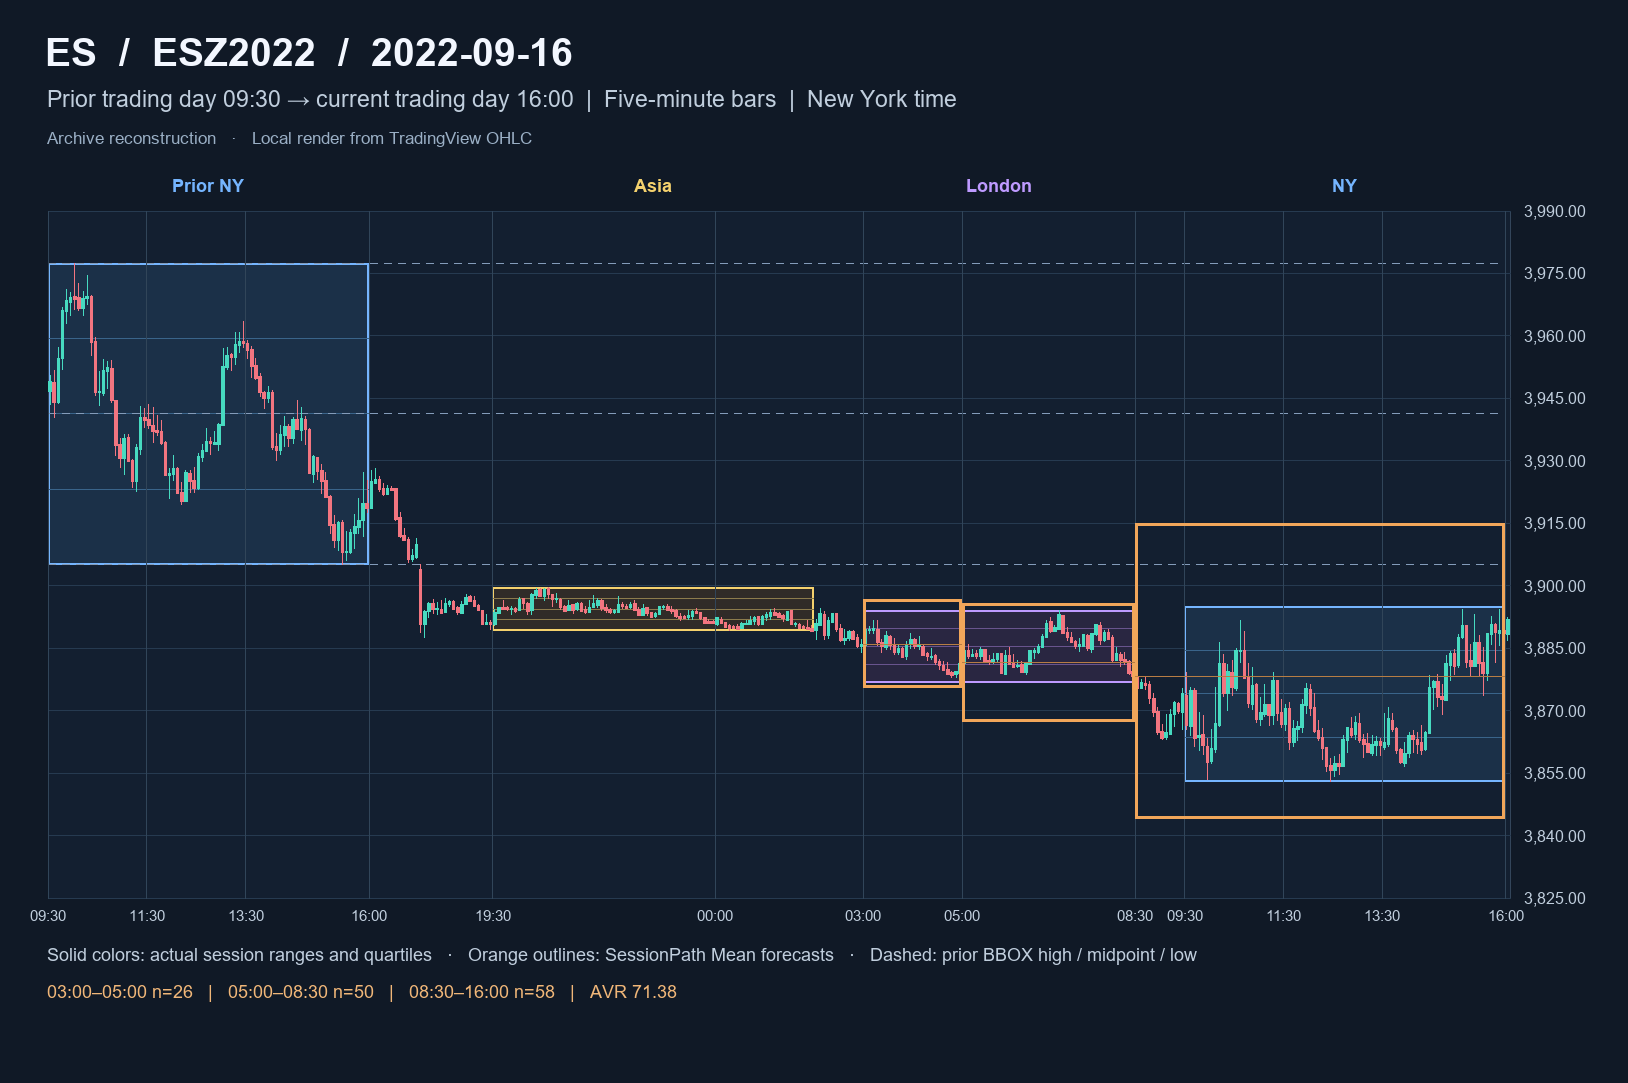 ES / ESZ2022 / 2022-09-16
Prior trading day 09:30 → current trading day 16:00 | Five-minute bars | New York time
Archive reconstruction · Local render from TradingView OHLC
Prior NY Asia London NY
3,990.00
3,975.00
3,960.00
3,945.00
3,930.00
3,915.00
3,900.00
3,885.00
3,870.00
3,855.00
3,840.00
3,825.00
09:30 11:30 13:30 16:00 19:30 00:00 03:00 05:00 08:30 09:30 11:30 13:30 16:00
Solid colors: actual session ranges and quartiles · Orange outlines: SessionPath Mean forecasts · Dashed: prior BBOX high / midpoint / low
03:00–05:00 n=26 | 05:00–08:30 n=50 | 08:30–16:00 n=58 | AVR 71.38